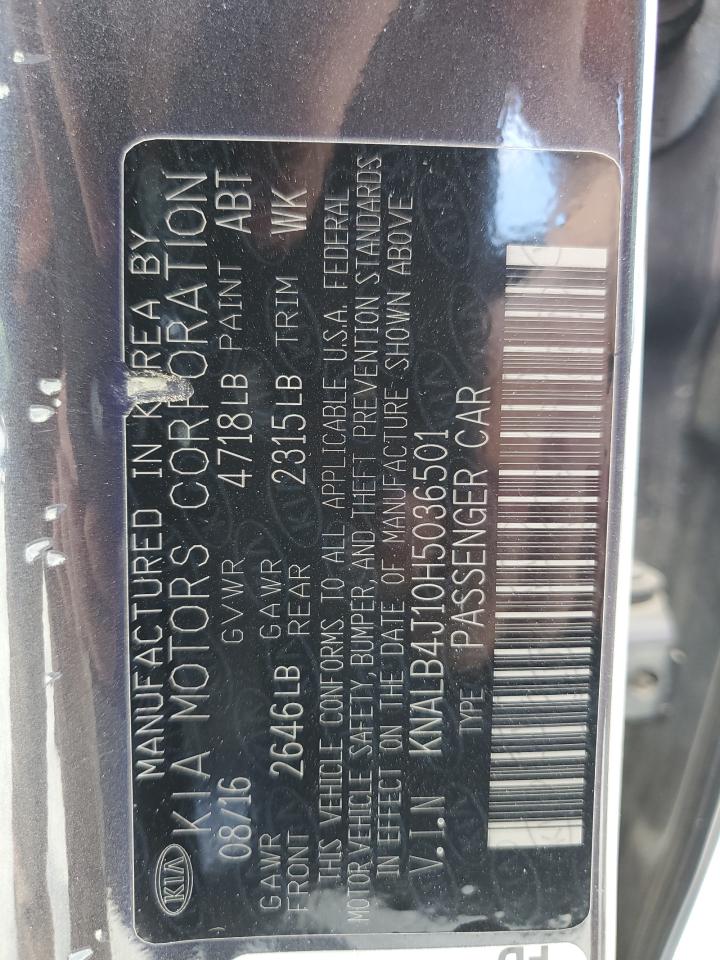 MANUFACTURED IN KOREA BY
KIA KIA MOTORS CORPORATION
08/16 GVWR 4718LB PAINT ABT
GAWR FRONT 2646LB GAWR REAR 2315LB TRIM WK
THIS VEHICLE CONFORMS TO ALL APPLICABLE U.S.A. FEDERAL
MOTOR VEHICLE SAFETY, BUMPER, AND THEFT PREVENTION STANDARDS
IN EFFECT ON THE DATE OF MANUFACTURE SHOWN ABOVE
V.I.N KNALB4J10H5036501
TYPE : PASSENGER CAR